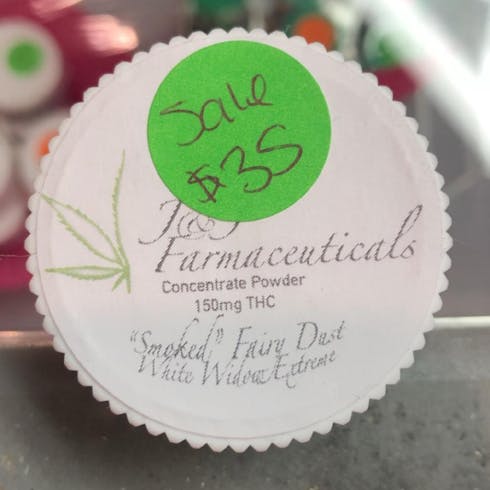 Sale
$35
J&J
Farmaceuticals
Concentrate Powder
150mg THC
"Smoked" Fairy Dust
White Widow Extreme